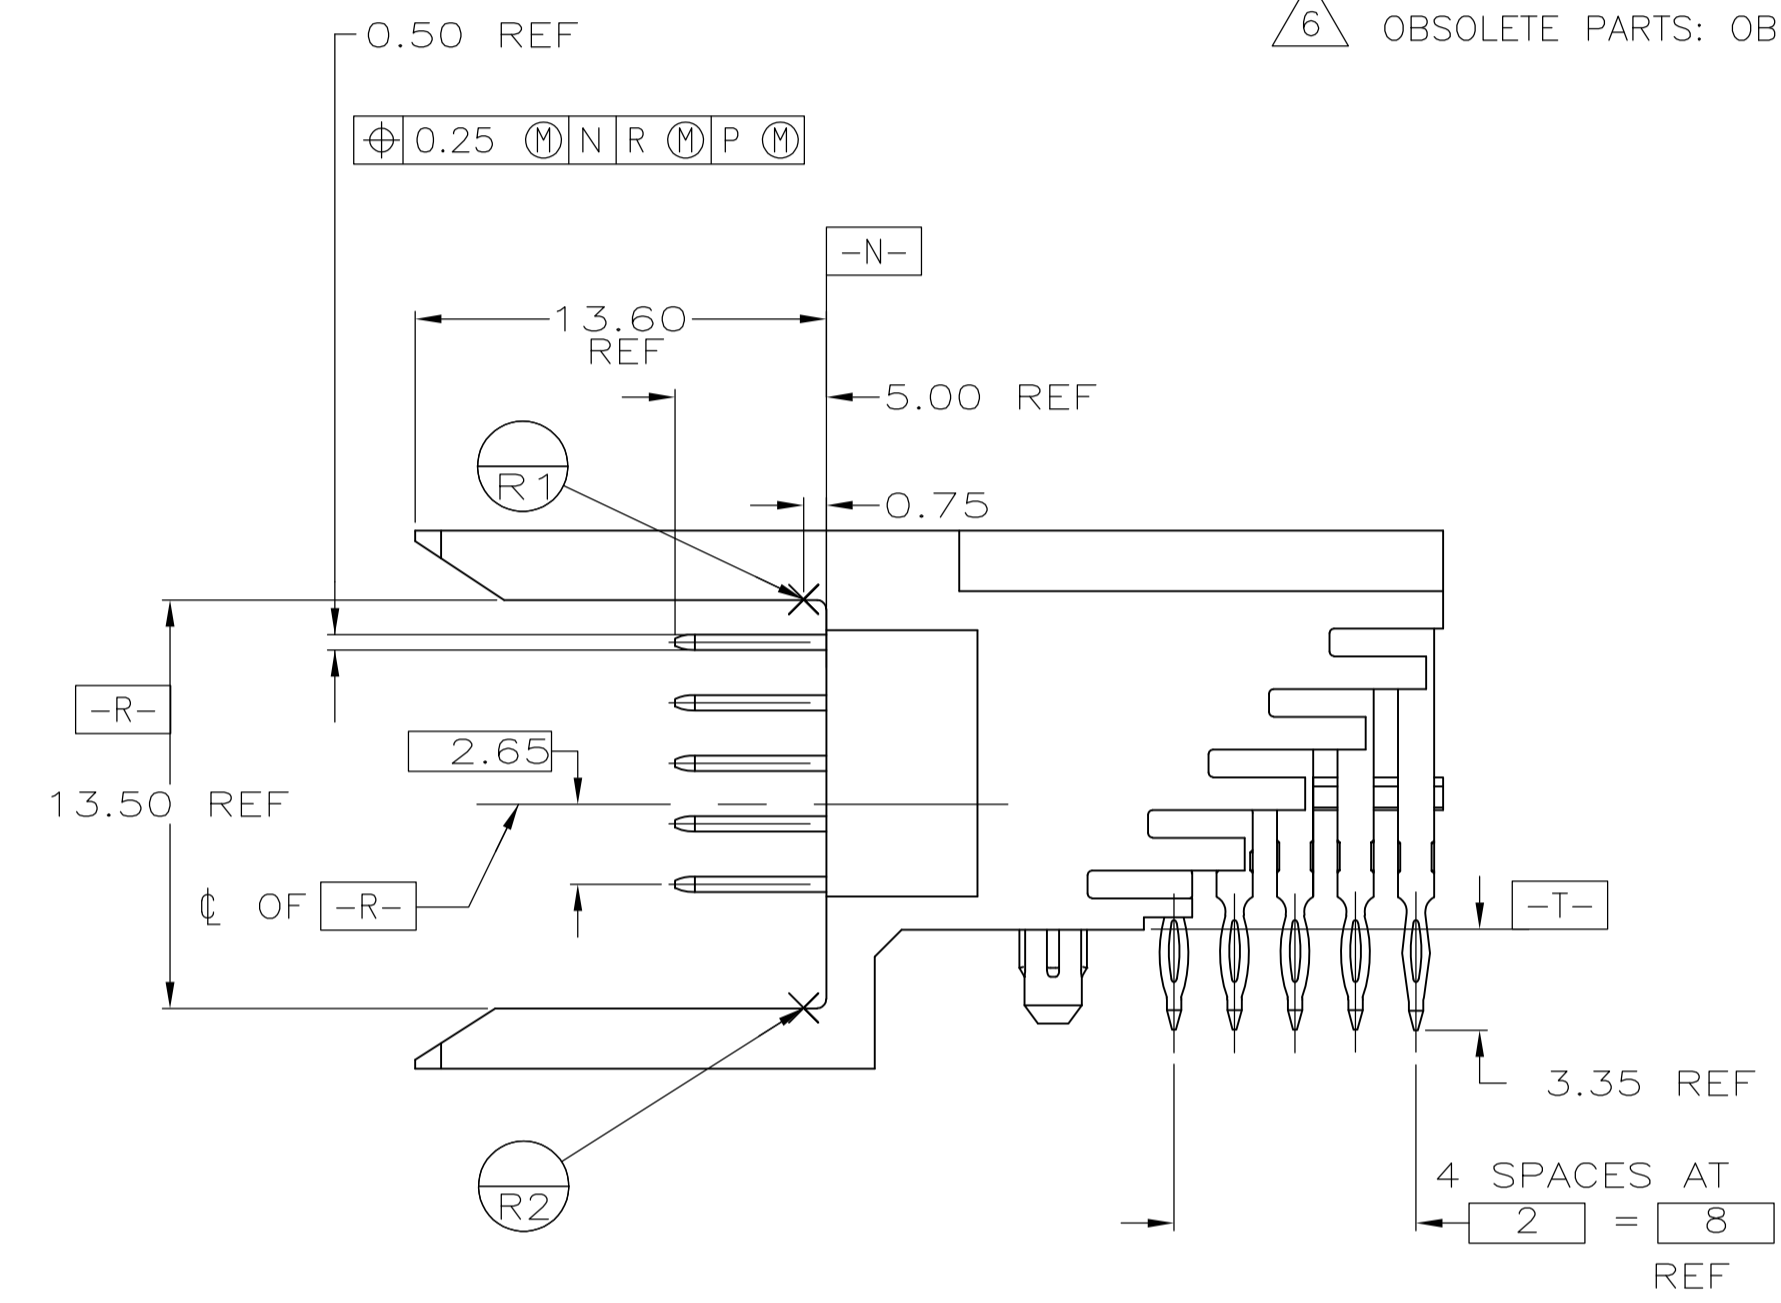 0.50 REF
6 OBSOLETE PARTS: OB
⌖ 0.25 Ⓜ N R Ⓜ P Ⓜ
-N-
13.60
REF
5.00 REF
R1
0.75
-R-
2.65
13.50 REF
℄ OF -R-
-T-
3.35 REF
R2
4 SPACES AT
2 = 8
REF